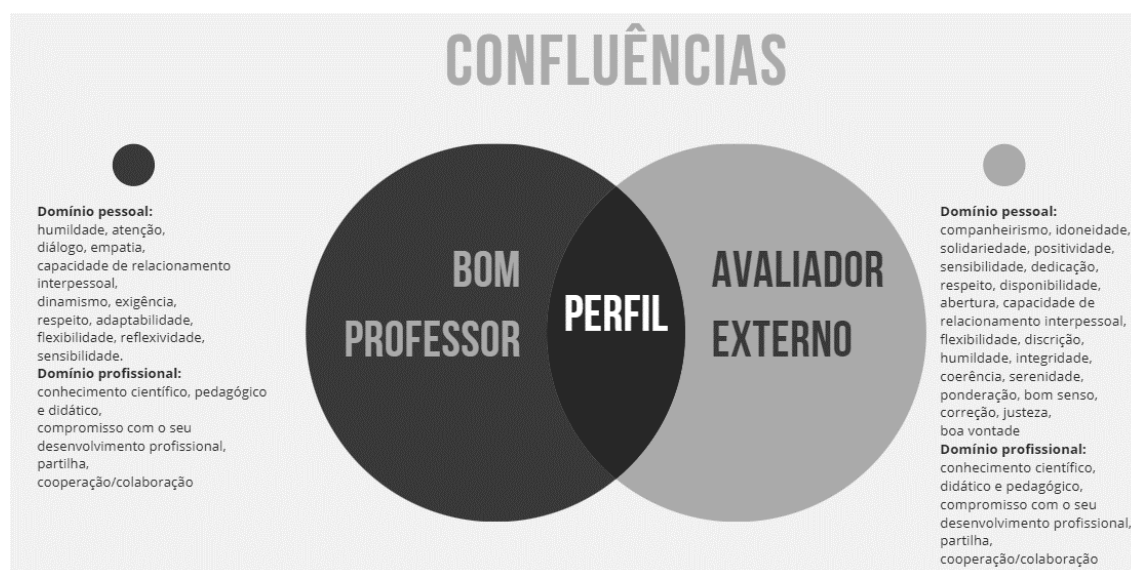 CONFLUÊNCIAS
Domínio pessoal:
humildade, atenção,
diálogo, empatia,
capacidade de relacionamento
interpessoal,
dinamismo, exigência,
respeito, adaptabilidade,
flexibilidade, reflexividade,
sensibilidade.
Domínio profissional:
conhecimento científico, pedagógico
e didático,
compromisso com o seu
desenvolvimento profissional,
partilha,
cooperação/colaboração
BOM
PROFESSOR
PERFIL
AVALIADOR
EXTERNO
Domínio pessoal:
companheirismo, idoneidade,
solidariedade, positividade,
sensibilidade, dedicação,
respeito, disponibilidade,
abertura, capacidade de
relacionamento interpessoal,
flexibilidade, discrição,
humildade, integridade,
coerência, serenidade,
ponderação, bom senso,
correção, justeza,
boa vontade
Domínio profissional:
conhecimento científico,
didático e pedagógico,
compromisso com o seu
desenvolvimento profissional,
partilha,
cooperação/colaboração